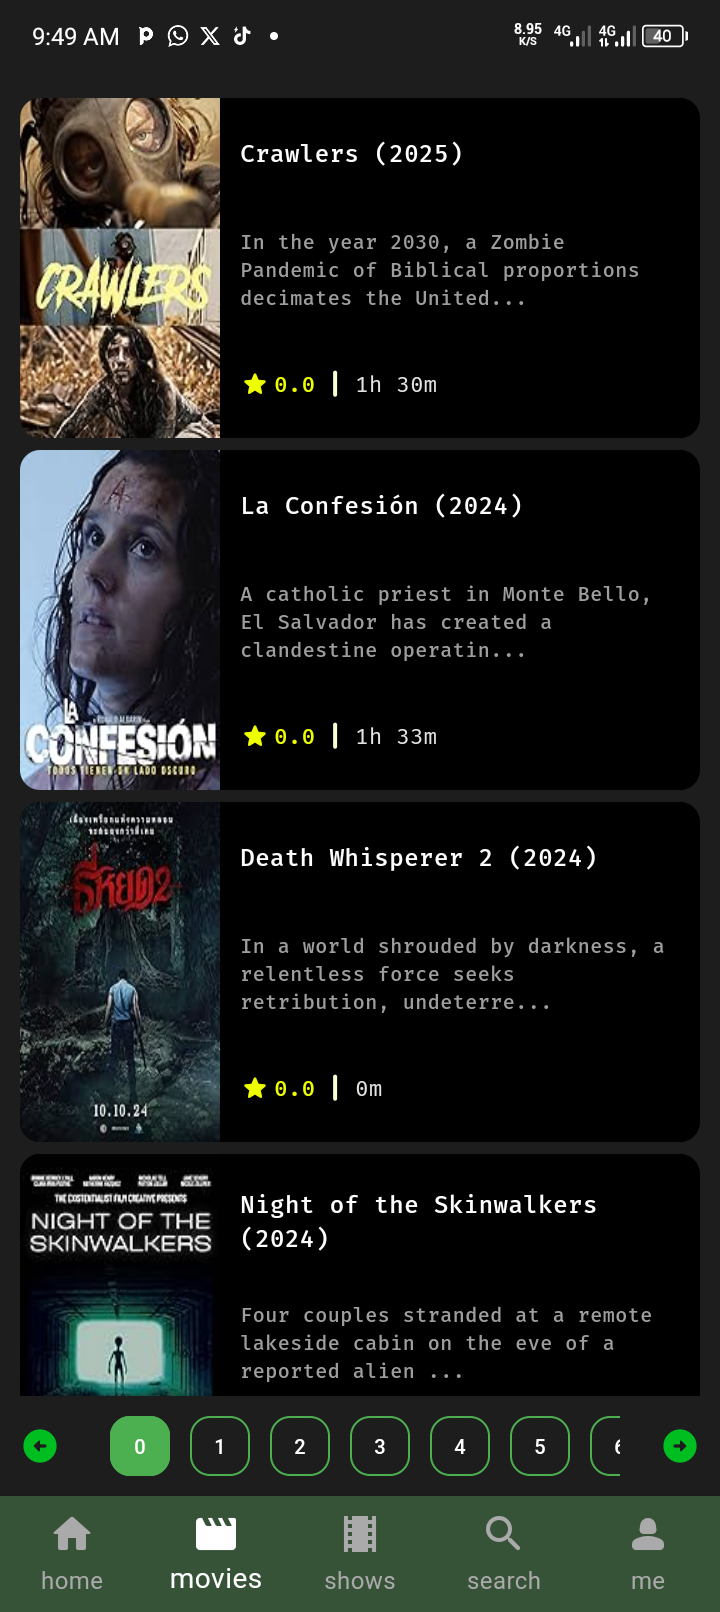 9:49 AM
8.95
K/S
4G
4G
40
CRAWLERS
Crawlers (2025)
In the year 2030, a Zombie
Pandemic of Biblical proportions
decimates the United...
0.0
1h 30m
LA
CONFESIÓN
TODOS TIENEN UN LADO OSCURO
La Confesión (2024)
A catholic priest in Monte Bello,
El Salvador has created a
clandestine operatin...
0.0
1h 33m
ธี่หยด2
10.10.24
Death Whisperer 2 (2024)
In a world shrouded by darkness, a
relentless force seeks
retribution, undeterre...
0.0
0m
THE COSTENTIALIST FILM CREATIVE PRESENTS
NIGHT OF THE
SKINWALKERS
Night of the Skinwalkers
(2024)
Four couples stranded at a remote
lakeside cabin on the eve of a
reported alien ...
0
1
2
3
4
5
6
home
movies
shows
search
me